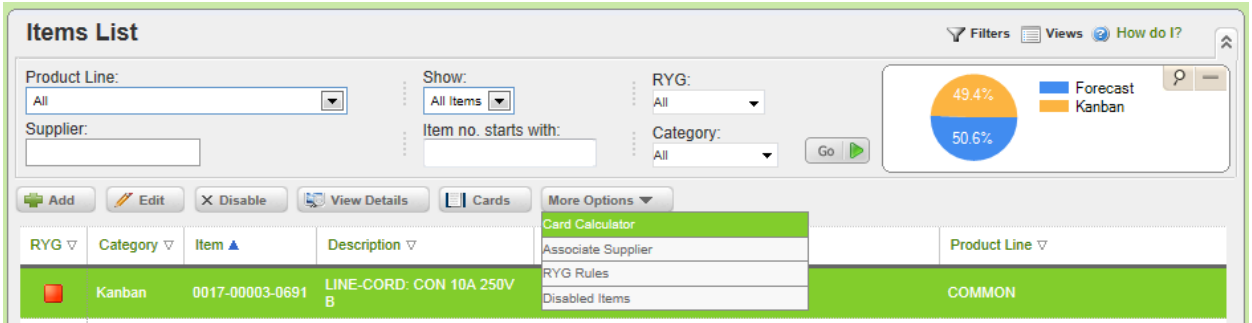 Items List
Filters Views How do I?
Product Line:
All
Show:
All Items
RYG:
All
Supplier:
Item no. starts with:
Category:
All
Go
49.4%
50.6%
Forecast
Kanban
Add Edit X Disable View Details Cards More Options
Card Calculator
Associate Supplier
RYG Rules
Disabled Items
RYG Category Item Description Product Line
Kanban 0017-00003-0691 LINE-CORD: CON 10A 250V COMMON
B